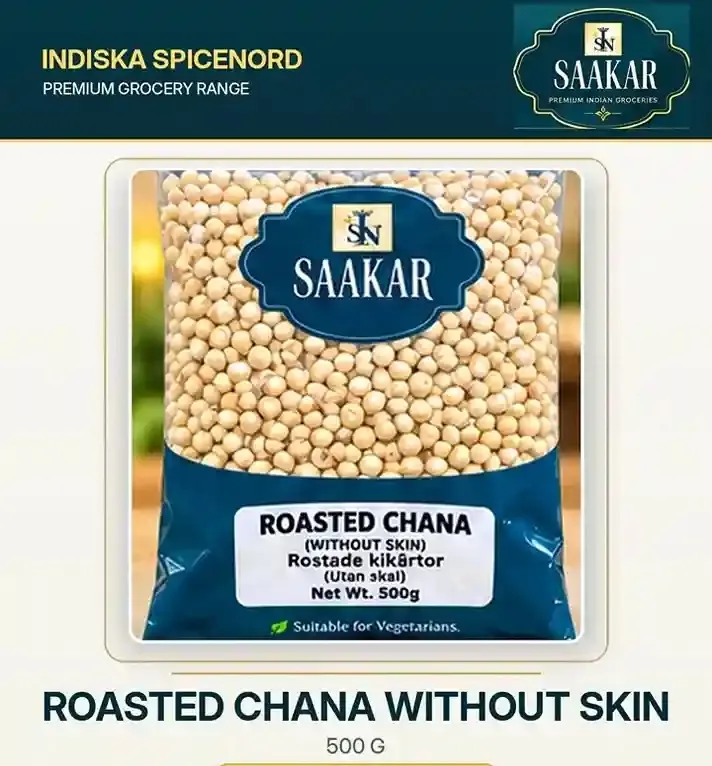 INDISKA SPICENORD
PREMIUM GROCERY RANGE
SN
SAAKAR
PREMIUM INDIAN GROCERIES
SN
SAAKAR
ROASTED CHANA
(WITHOUT SKIN)
Rostade kikärtor
(Utan skal)
Net Wt. 500g
Suitable for Vegetarians.
ROASTED CHANA WITHOUT SKIN
500 G